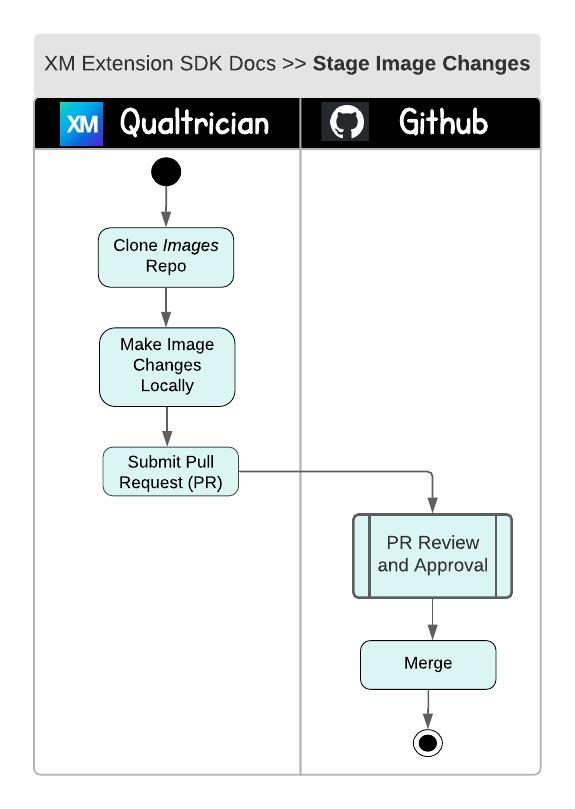 XM Extension SDK Docs >> Stage Image Changes
XM Qualtrician
Github
Clone Images
Repo
Make Image
Changes
Locally
Submit Pull
Request (PR)
PR Review
and Approval
Merge